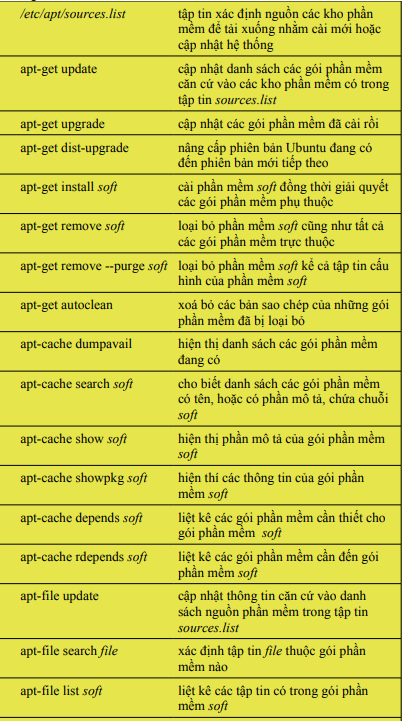 /etc/apt/sources.list
tập tin xác định nguồn các kho phần
mềm để tải xuống nhằm cài mới hoặc
cập nhật hệ thống
apt-get update
cập nhật danh sách các gói phần mềm
căn cứ vào các kho phần mềm có trong
tập tin sources.list
apt-get upgrade
cập nhật các gói phần mềm đã cài rồi
apt-get dist-upgrade
nâng cấp phiên bản Ubuntu đang có
đến phiên bản mới tiếp theo
apt-get install soft
cài phần mềm soft đồng thời giải quyết
các gói phần mềm phụ thuộc
apt-get remove soft
loại bỏ phần mềm soft cũng như tất cả
các gói phần mềm trực thuộc
apt-get remove --purge soft
loại bỏ phần mềm soft kể cả tập tin cấu
hình của phần mềm soft
apt-get autoclean
xoá bỏ các bản sao chép của những gói
phần mềm đã bị loại bỏ
apt-cache dumpavail
hiện thị danh sách các gói phần mềm
đang có
apt-cache search soft
cho biết danh sách các gói phần mềm
có tên, hoặc có phần mô tả, chứa chuỗi
soft
apt-cache show soft
hiện thị phần mô tả của gói phần mềm
soft
apt-cache showpkg soft
hiện thí các thông tin của gói phần
mềm soft
apt-cache depends soft
liệt kê các gói phần mềm cần thiết cho
gói phần mềm soft
apt-cache rdepends soft
liệt kê các gói phần mềm cần đến gói
phần mềm soft
apt-file update
cập nhật thông tin căn cứ vào danh
sách nguồn phần mềm trong tập tin
sources.list
apt-file search file
xác định tập tin file thuộc gói phần
mềm nào
apt-file list soft
liệt kê các tập tin có trong gói phần
mềm soft